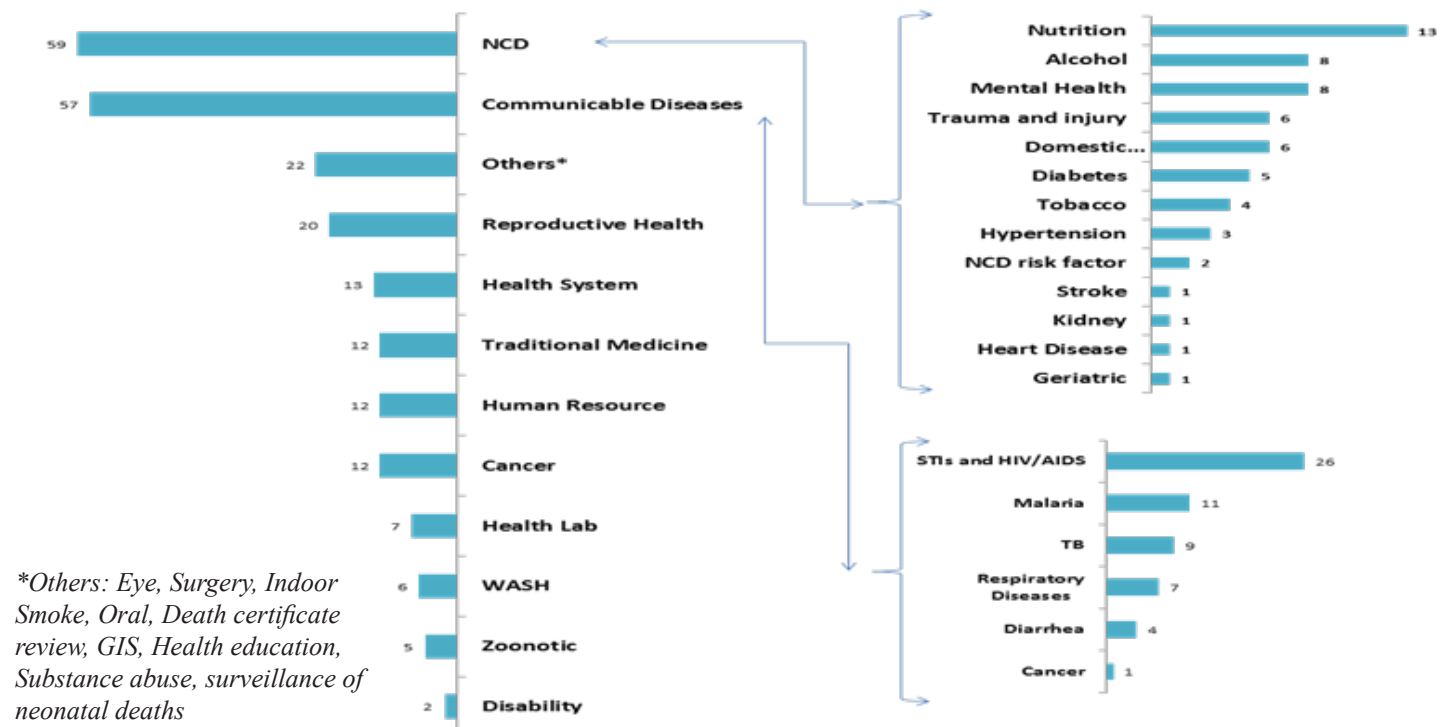 59 NCD
57 Communicable Diseases
22 Others*
20 Reproductive Health
13 Health System
12 Traditional Medicine
12 Human Resource
12 Cancer
7 Health Lab
6 WASH
5 Zoonotic
2 Disability
*Others: Eye, Surgery, Indoor
Smoke, Oral, Death certificate
review, GIS, Health education,
Substance abuse, surveillance of
neonatal deaths
Nutrition 13
Alcohol 8
Mental Health 8
Trauma and injury 6
Domestic... 6
Diabetes 5
Tobacco 4
Hypertension 3
NCD risk factor 2
Stroke 1
Kidney 1
Heart Disease 1
Geriatric 1
STIs and HIV/AIDS 26
Malaria 11
TB 9
Respiratory
Diseases 7
Diarrhea 4
Cancer 1